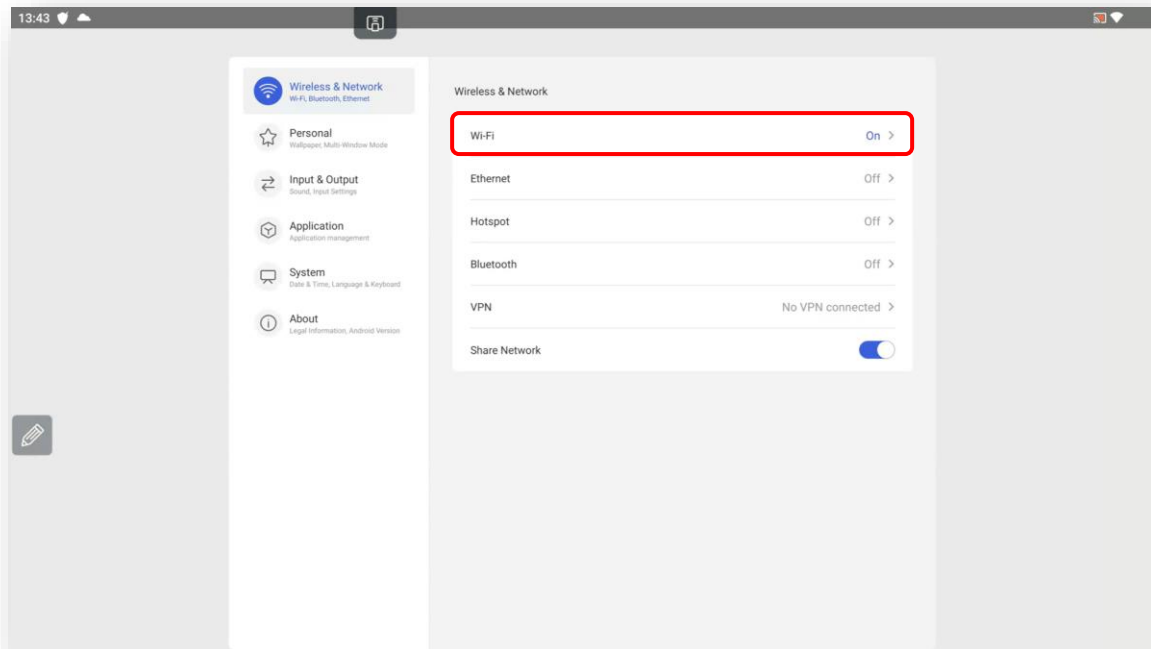 13:43
Wireless & Network
Wi-Fi, Bluetooth, Ethernet
Personal
Wallpaper, Multi-Window Mode
Input & Output
Sound, Input Settings
Application
Application management
System
Date & Time, Language & Keyboard
About
Legal Information, Android Version
Wireless & Network
Wi-Fi On
Ethernet Off
Hotspot Off
Bluetooth Off
VPN No VPN connected
Share Network